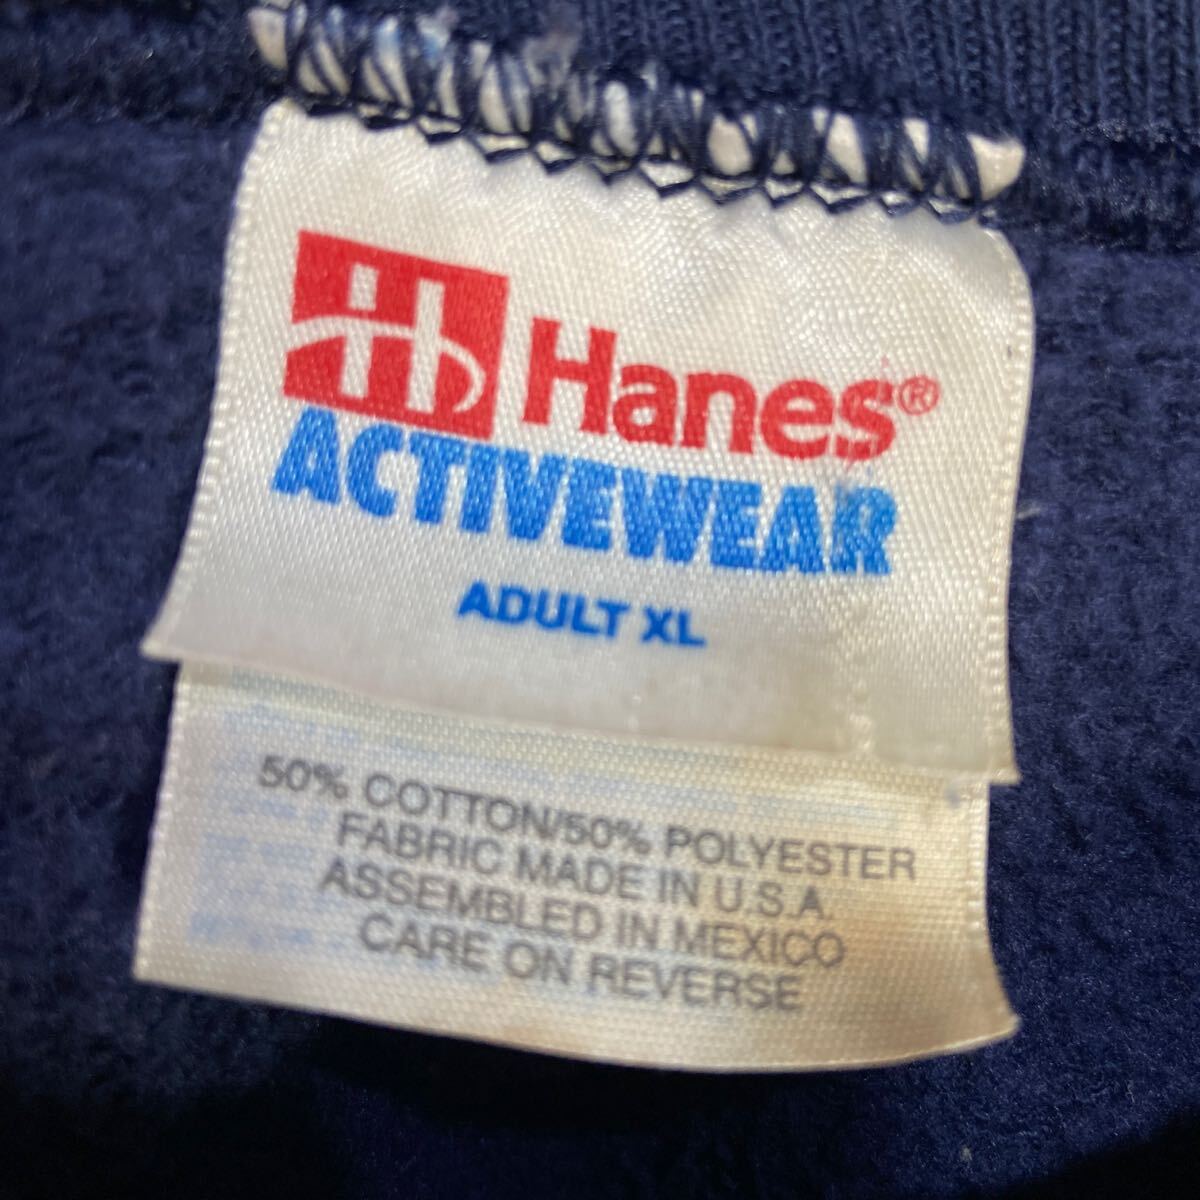 Hanes®
ACTIVEWEAR
ADULT XL
50% COTTON/50% POLYESTER
FABRIC MADE IN U.S.A.
ASSEMBLED IN MEXICO
CARE ON REVERSE